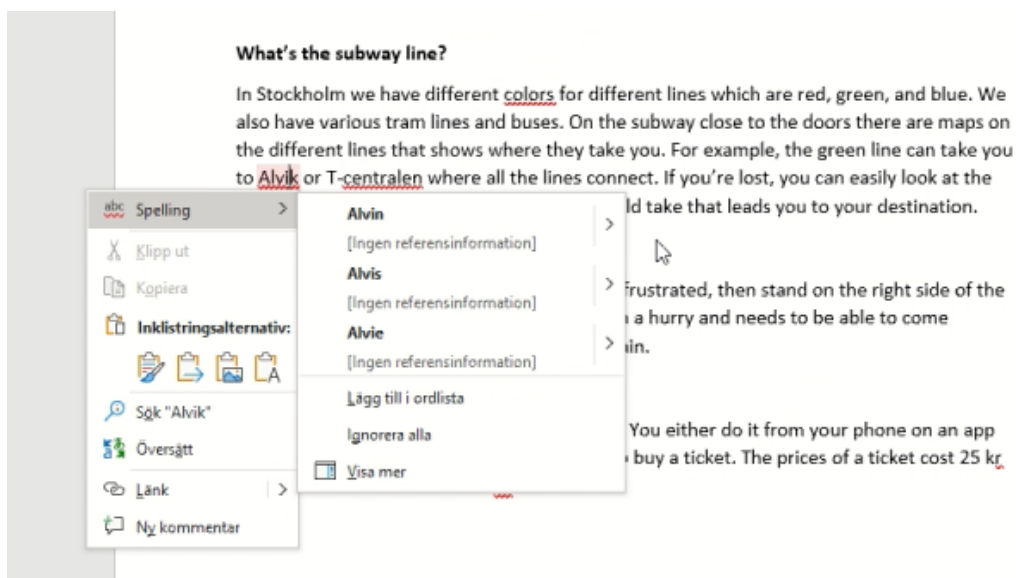 What's the subway line?
In Stockholm we have different colors for different lines which are red, green, and blue. We
also have various tram lines and buses. On the subway close to the doors there are maps on
the different lines that shows where they take you. For example, the green line can take you
to Alvik or T-centralen where all the lines connect. If you're lost, you can easily look at the
ld take that leads you to your destination.
frustrated, then stand on the right side of the
a hurry and needs to be able to come
in.
You either do it from your phone on an app
buy a ticket. The prices of a ticket cost 25 kr
abc Spelling
Klipp ut
Kopiera
Inklistringsalternativ:
A
Sök "Alvik"
Översätt
Länk
Ny kommentar
Alvin
[Ingen referensinformation]
Alvis
[Ingen referensinformation]
Alvie
[Ingen referensinformation]
Lägg till i ordlista
Ignorera alla
Visa mer